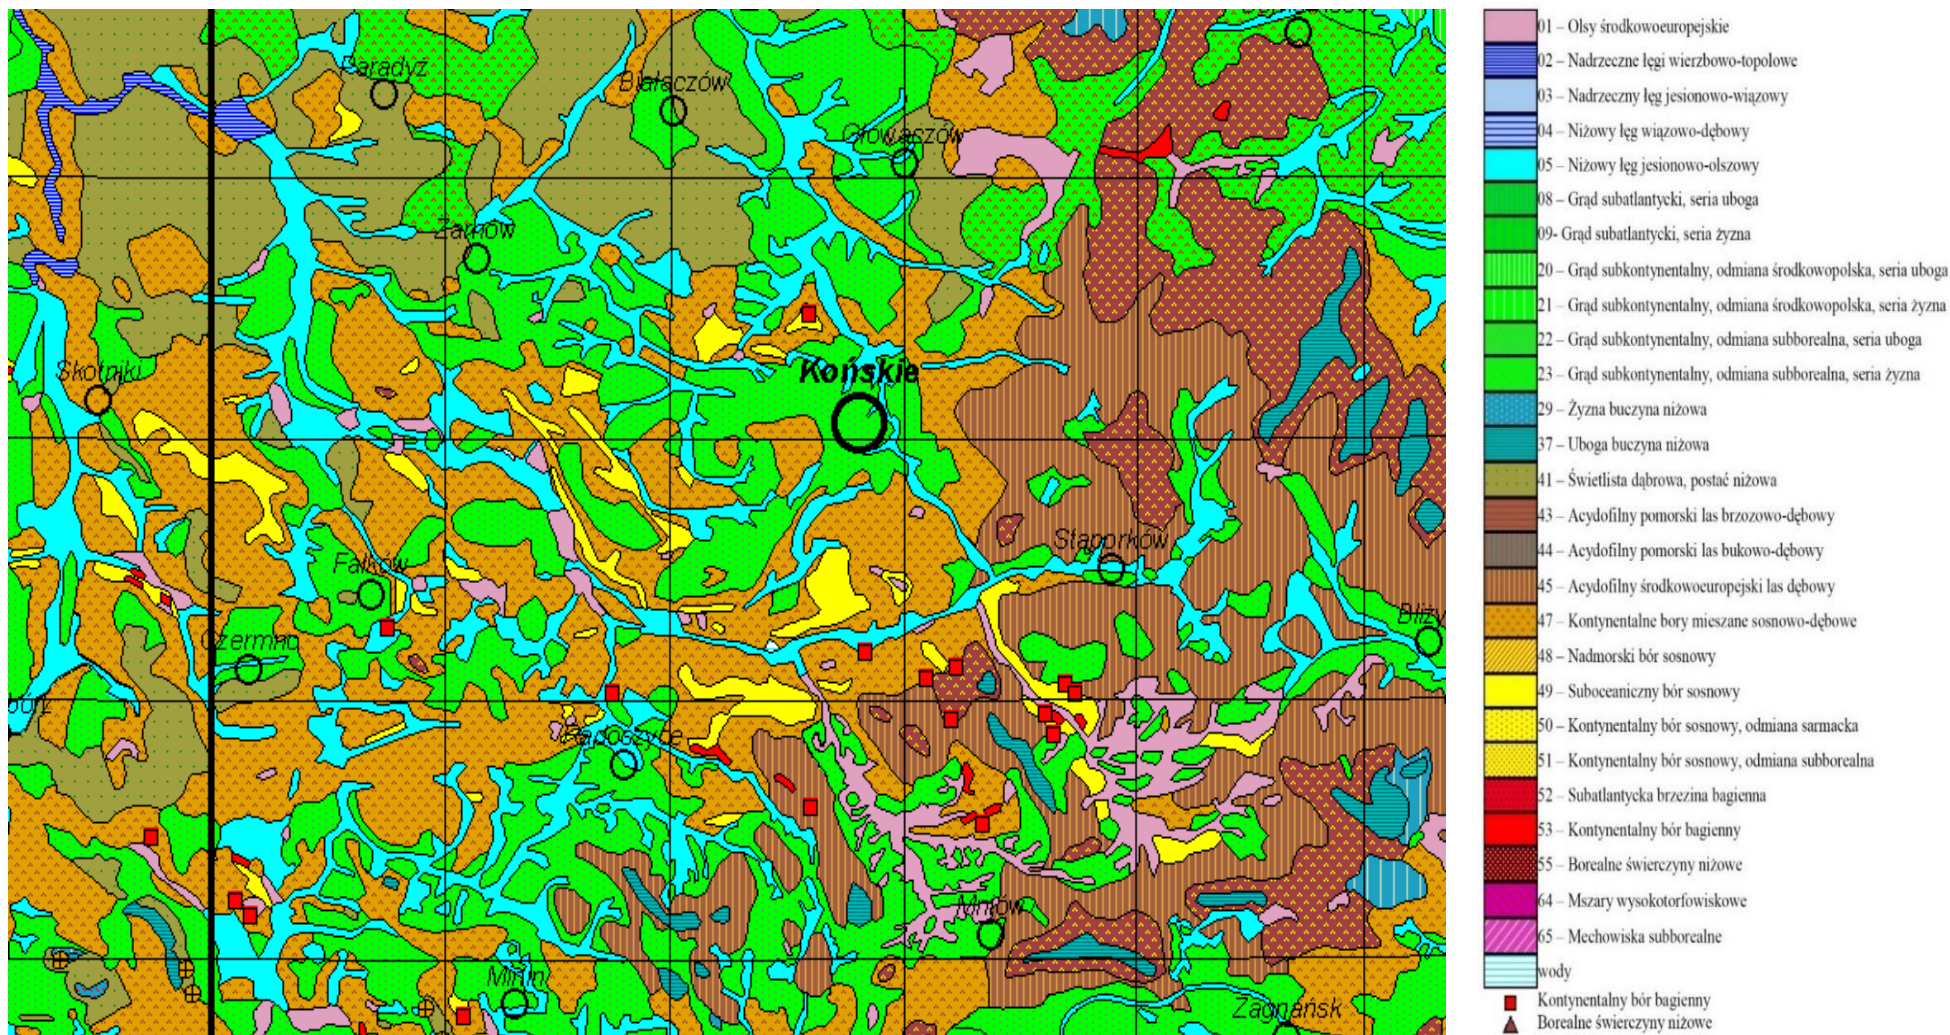 Paradyż
Białaczów
Głowaczów
Żarnów
Skotniki
Końskie
Stąporków
Fałków
Czermno
Bliży
Radoszyce
Mniów
Zagnańsk
01 – Olsy środkowoeuropejskie
02 – Nadrzeczne łęgi wierzbowo-topolowe
03 – Nadrzeczny łęg jesionowo-wiązowy
04 – Niżowy łęg wiązowo-dębowy
05 – Niżowy łęg jesionowo-olszowy
08 – Grąd subatlantycki, seria uboga
09- Grąd subatlantycki, seria żyzna
20 – Grąd subkontynentalny, odmiana środkowopolska, seria uboga
21 – Grąd subkontynentalny, odmiana środkowopolska, seria żyzna
22 – Grąd subkontynentalny, odmiana subborealna, seria uboga
23 – Grąd subkontynentalny, odmiana subborealna, seria żyzna
29 – Żyzna buczyna niżowa
37 – Uboga buczyna niżowa
41 – Świetlista dąbrowa, postać niżowa
43 – Acydofilny pomorski las brzozowo-dębowy
44 – Acydofilny pomorski las bukowo-dębowy
45 – Acydofilny środkowoeuropejski las dębowy
47 – Kontynentalne bory mieszane sosnowo-dębowe
48 – Nadmorski bór sosnowy
49 – Suboceaniczny bór sosnowy
50 – Kontynentalny bór sosnowy, odmiana sarmacka
51 – Kontynentalny bór sosnowy, odmiana subborealna
52 – Subatlantycka brzezina bagienna
53 – Kontynentalny bór bagienny
55 – Borealne świerczyny niżowe
64 – Mszary wysokotorfowiskowe
65 – Mechowiska subborealne
wody
Kontynentalny bór bagienny
Borealne świerczyny niżowe